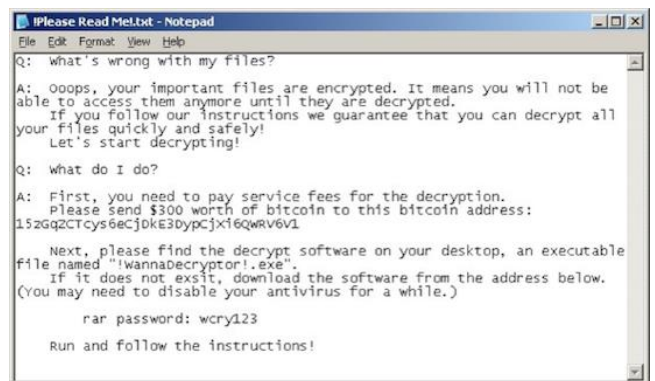 !Please Read Me!.txt - Notepad
File Edit Format View Help
Q: What's wrong with my files?
A: Ooops, your important files are encrypted. It means you will not be
able to access them anymore until they are decrypted.
If you follow our instructions we guarantee that you can decrypt all
your files quickly and safely!
Let's start decrypting!
Q: What do I do?
A: First, you need to pay service fees for the decryption.
Please send $300 worth of bitcoin to this bitcoin address:
15zGqZCTcys6eCjDkE3DypCjXi6QWRV6V1
Next, please find the decrypt software on your desktop, an executable
file named "!WannaDecryptor!.exe".
If it does not exsit, download the software from the address below.
(You may need to disable your antivirus for a while.)
rar password: wcry123
Run and follow the instructions!